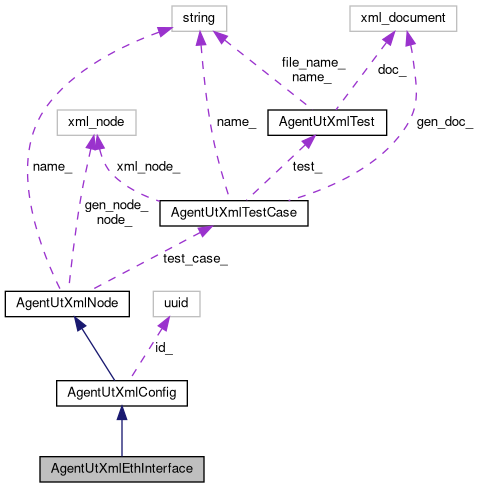 string
xml_document
file_name_
name_
doc_
xml_node
AgentUtXmlTest
name_
gen_doc_
name_
xml_node_
test_
gen_node_
node_
AgentUtXmlTestCase
test_case_
AgentUtXmlNode
uuid
id_
AgentUtXmlConfig
AgentUtXmlEthInterface